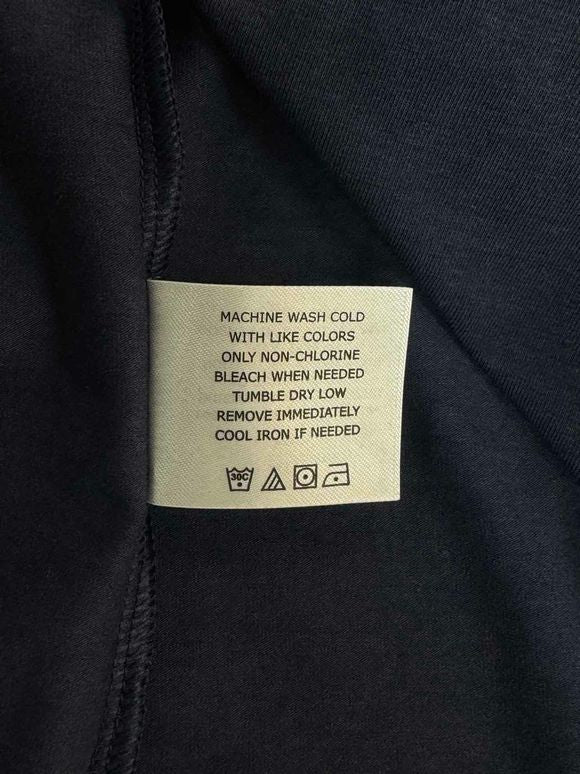 MACHINE WASH COLD
WITH LIKE COLORS
ONLY NON-CHLORINE
BLEACH WHEN NEEDED
TUMBLE DRY LOW
REMOVE IMMEDIATELY
COOL IRON IF NEEDED
30C